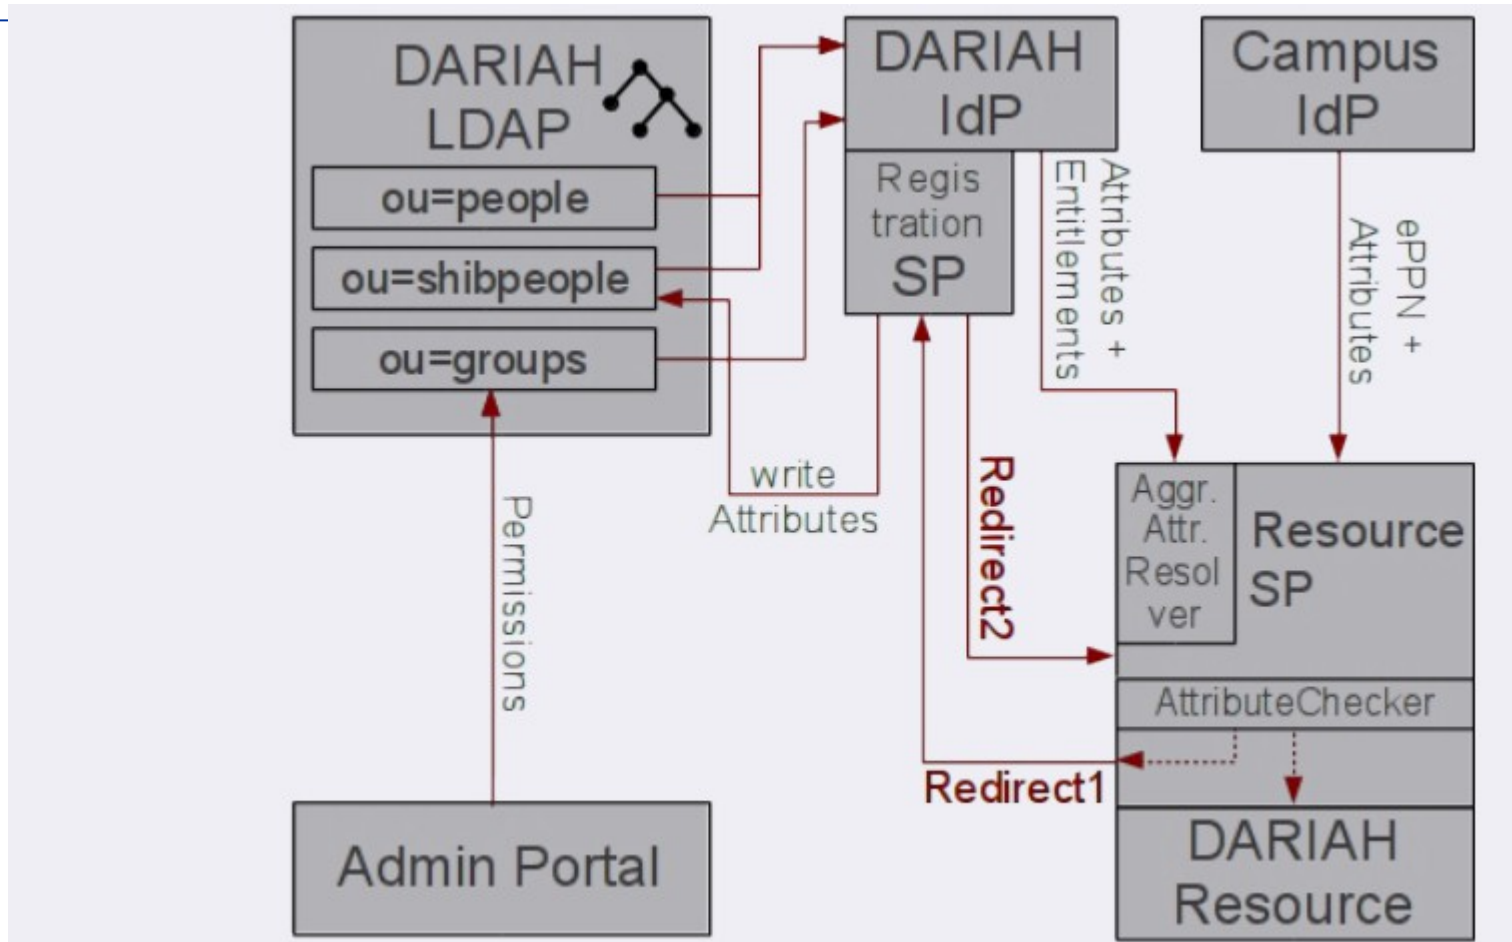 DARIAH
LDAP
ou=people
ou=shibpeople
ou=groups
DARIAH
IdP
Regis
tration
SP
Campus
IdP
Attributes +
Entitlements
ePPN +
Attributes
write
Attributes
Permissions
Redirect2
Redirect1
Aggr.
Attr.
Resol
ver
Resource
SP
AttributeChecker
DARIAH
Resource
Admin Portal